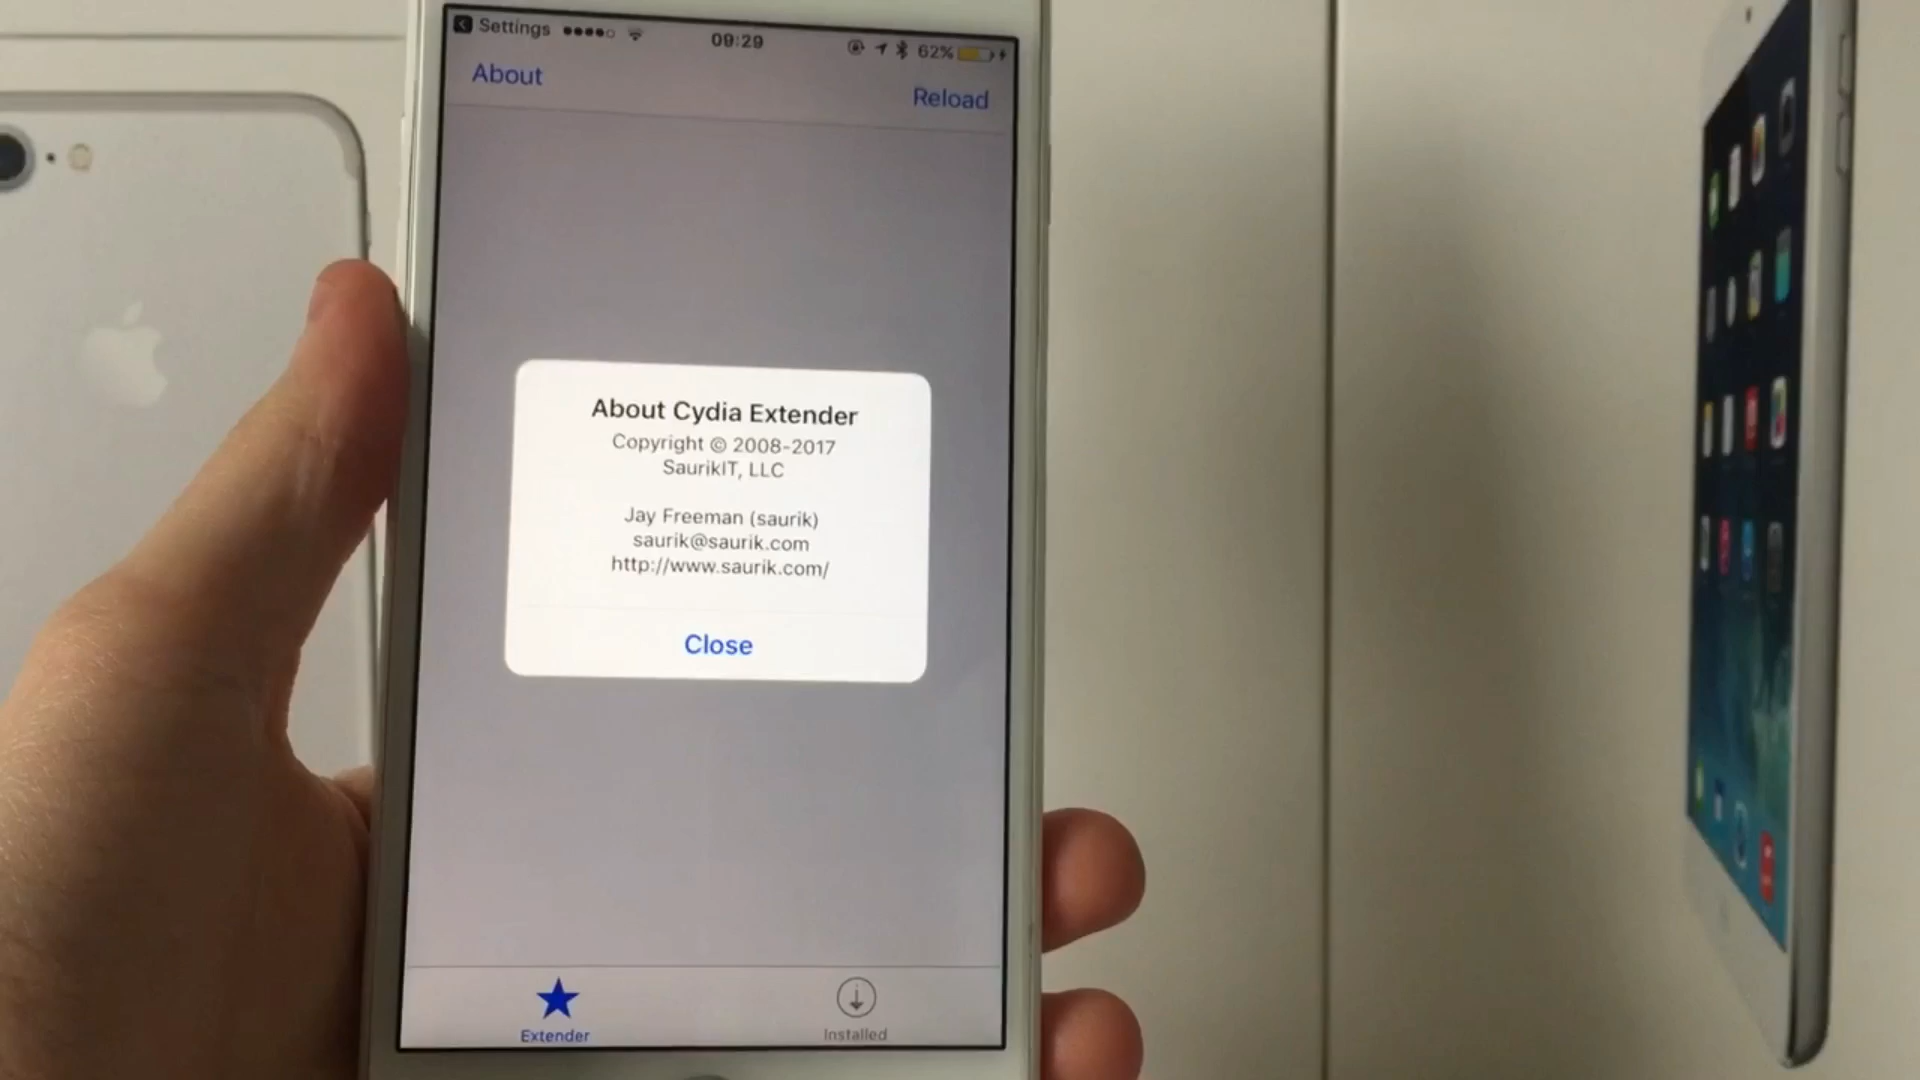 Settings 09:29 62%
About
Reload
About Cydia Extender
Copyright © 2008-2017
SaurikIT, LLC
Jay Freeman (saurik)
saurik@saurik.com
http://www.saurik.com/
Close
Extender Installed